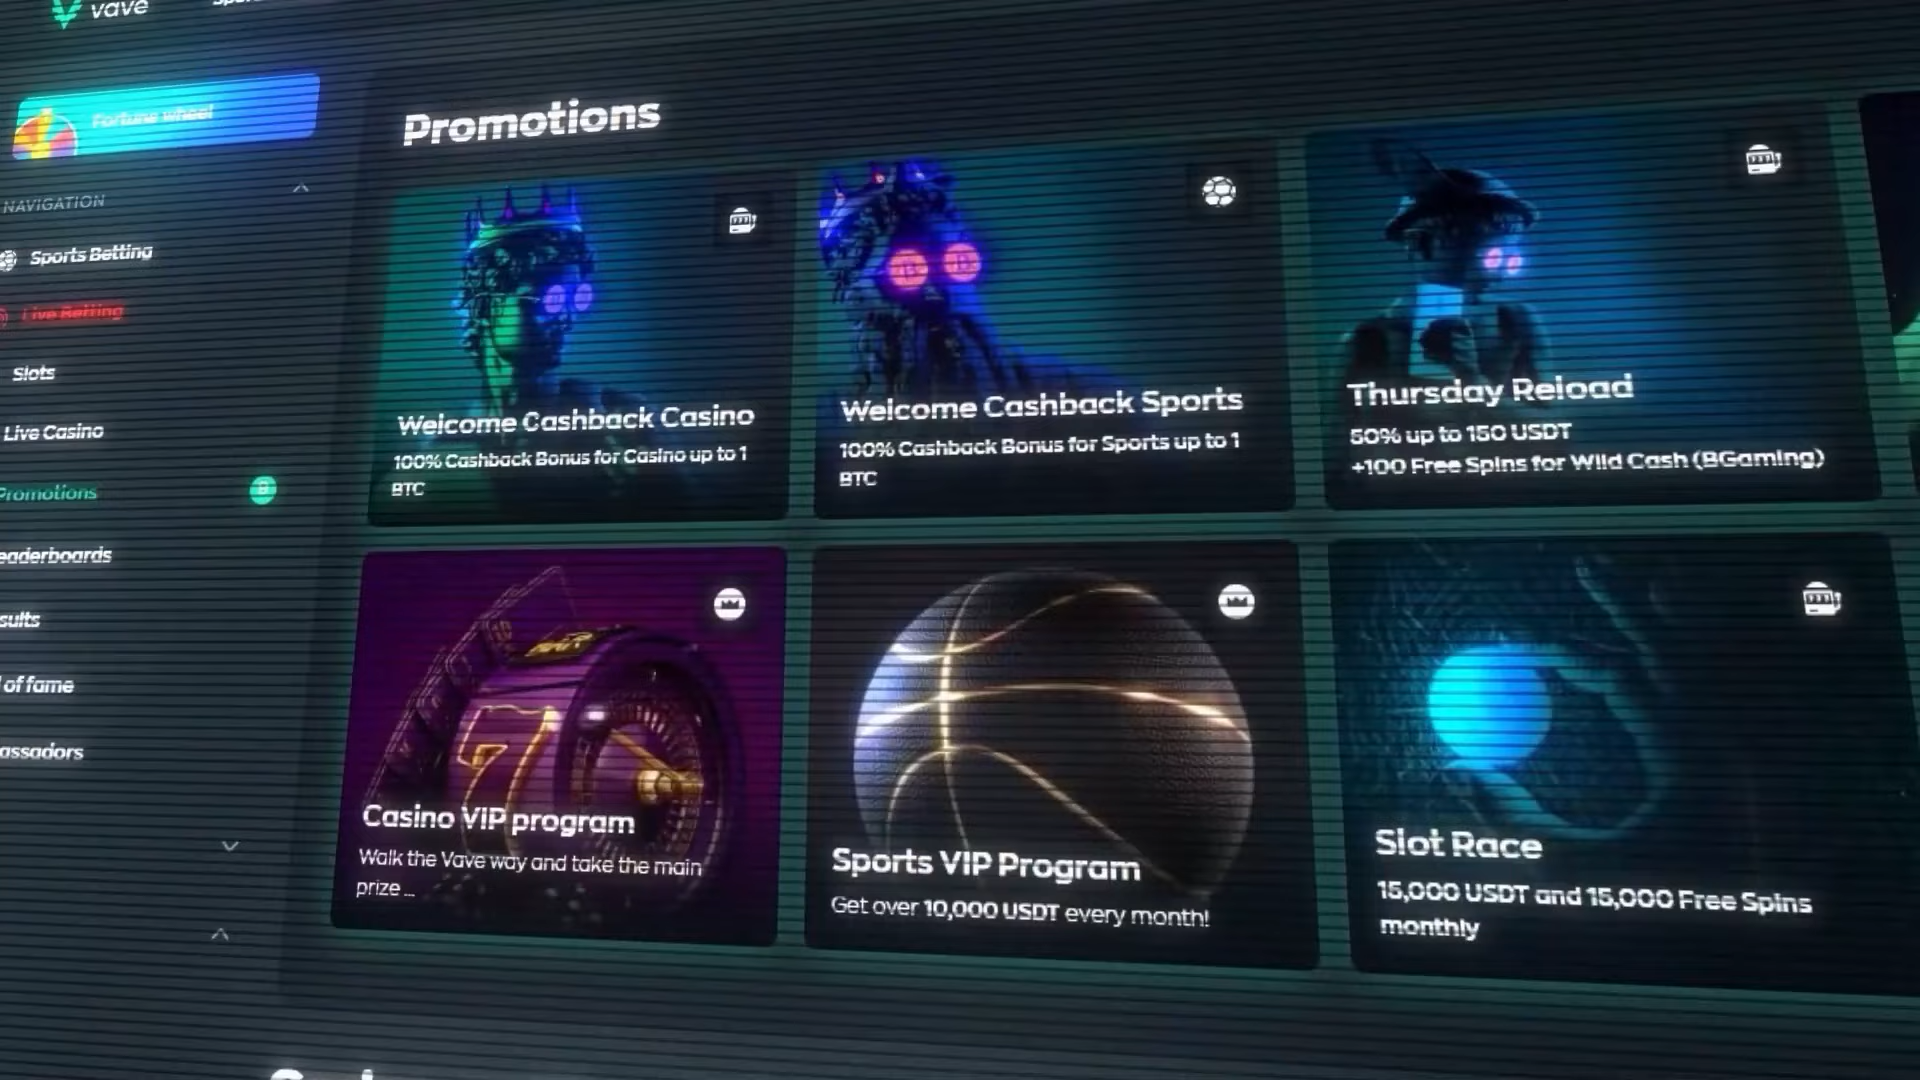 vave
Fortune wheel
NAVIGATION
Sports Betting
Live Betting
Slots
Live Casino
Promotions
eaderboards
sults
of fame
assadors
Promotions
Welcome Cashback Casino
100% Cashback Bonus for Casino up to 1
BTC
Welcome Cashback Sports
100% Cashback Bonus for Sports up to 1
BTC
Thursday Reload
50% up to 150 USDT
+100 Free Spins for Wild Cash (BGaming)
Casino VIP program
Walk the Vave way and take the main
prize ...
Sports VIP Program
Get over 10,000 USDT every month!
Slot Race
15,000 USDT and 15,000 Free Spins
monthly